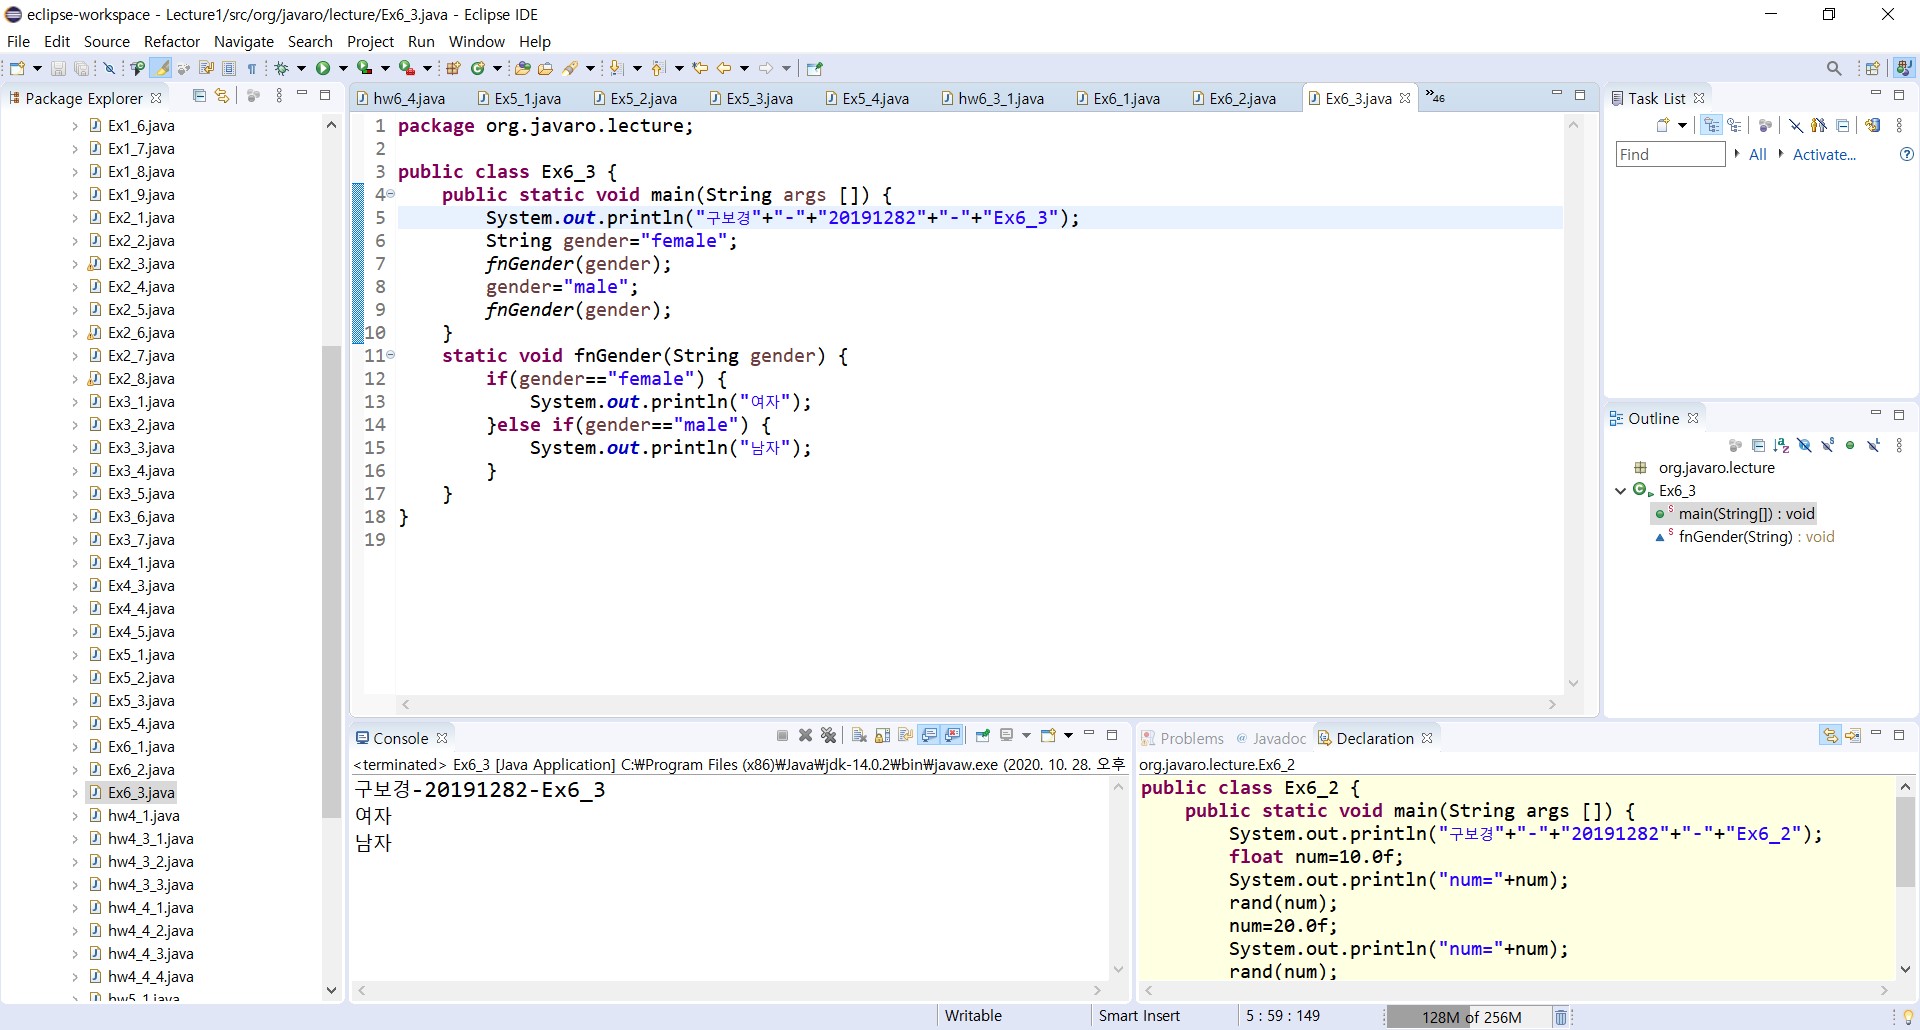 eclipse-workspace - Lecture1/src/org/javaro/lecture/Ex6_3.java - Eclipse IDE
File Edit Source Refactor Navigate Search Project Run Window Help
Package Explorer
Ex1_6.java
Ex1_7.java
Ex1_8.java
Ex1_9.java
Ex2_1.java
Ex2_2.java
Ex2_3.java
Ex2_4.java
Ex2_5.java
Ex2_6.java
Ex2_7.java
Ex2_8.java
Ex3_1.java
Ex3_2.java
Ex3_3.java
Ex3_4.java
Ex3_5.java
Ex3_6.java
Ex3_7.java
Ex4_1.java
Ex4_3.java
Ex4_4.java
Ex4_5.java
Ex5_1.java
Ex5_2.java
Ex5_3.java
Ex5_4.java
Ex6_1.java
Ex6_2.java
Ex6_3.java
hw4_1.java
hw4_3_1.java
hw4_3_2.java
hw4_3_3.java
hw4_4_1.java
hw4_4_2.java
hw4_4_3.java
hw4_4_4.java
hw5_1.java
hw6_4.java Ex5_1.java Ex5_2.java Ex5_3.java Ex5_4.java hw6_3_1.java Ex6_1.java Ex6_2.java Ex6_3.java »46
1 package org.javaro.lecture;
2
3 public class Ex6_3 {
4 public static void main(String args []) {
5 System.out.println("구보경"+"-"+"20191282"+"-"+"Ex6_3");
6 String gender="female";
7 fnGender(gender);
8 gender="male";
9 fnGender(gender);
10 }
11 static void fnGender(String gender) {
12 if(gender=="female") {
13 System.out.println("여자");
14 }else if(gender=="male") {
15 System.out.println("남자");
16 }
17 }
18 }
19
Task List
Find All Activate...
Outline
org.javaro.lecture
Ex6_3
main(String[]) : void
fnGender(String) : void
Console
<terminated> Ex6_3 [Java Application] C:₩Program Files (x86)₩Java₩jdk-14.0.2₩bin₩javaw.exe (2020. 10. 28. 오후
구보경-20191282-Ex6_3
여자
남자
Problems @ Javadoc Declaration
org.javaro.lecture.Ex6_2
public class Ex6_2 {
public static void main(String args []) {
System.out.println("구보경"+"-"+"20191282"+"-"+"Ex6_2");
float num=10.0f;
System.out.println("num="+num);
rand(num);
num=20.0f;
System.out.println("num="+num);
rand(num);
Writable Smart Insert 5 : 59 : 149 128M of 256M